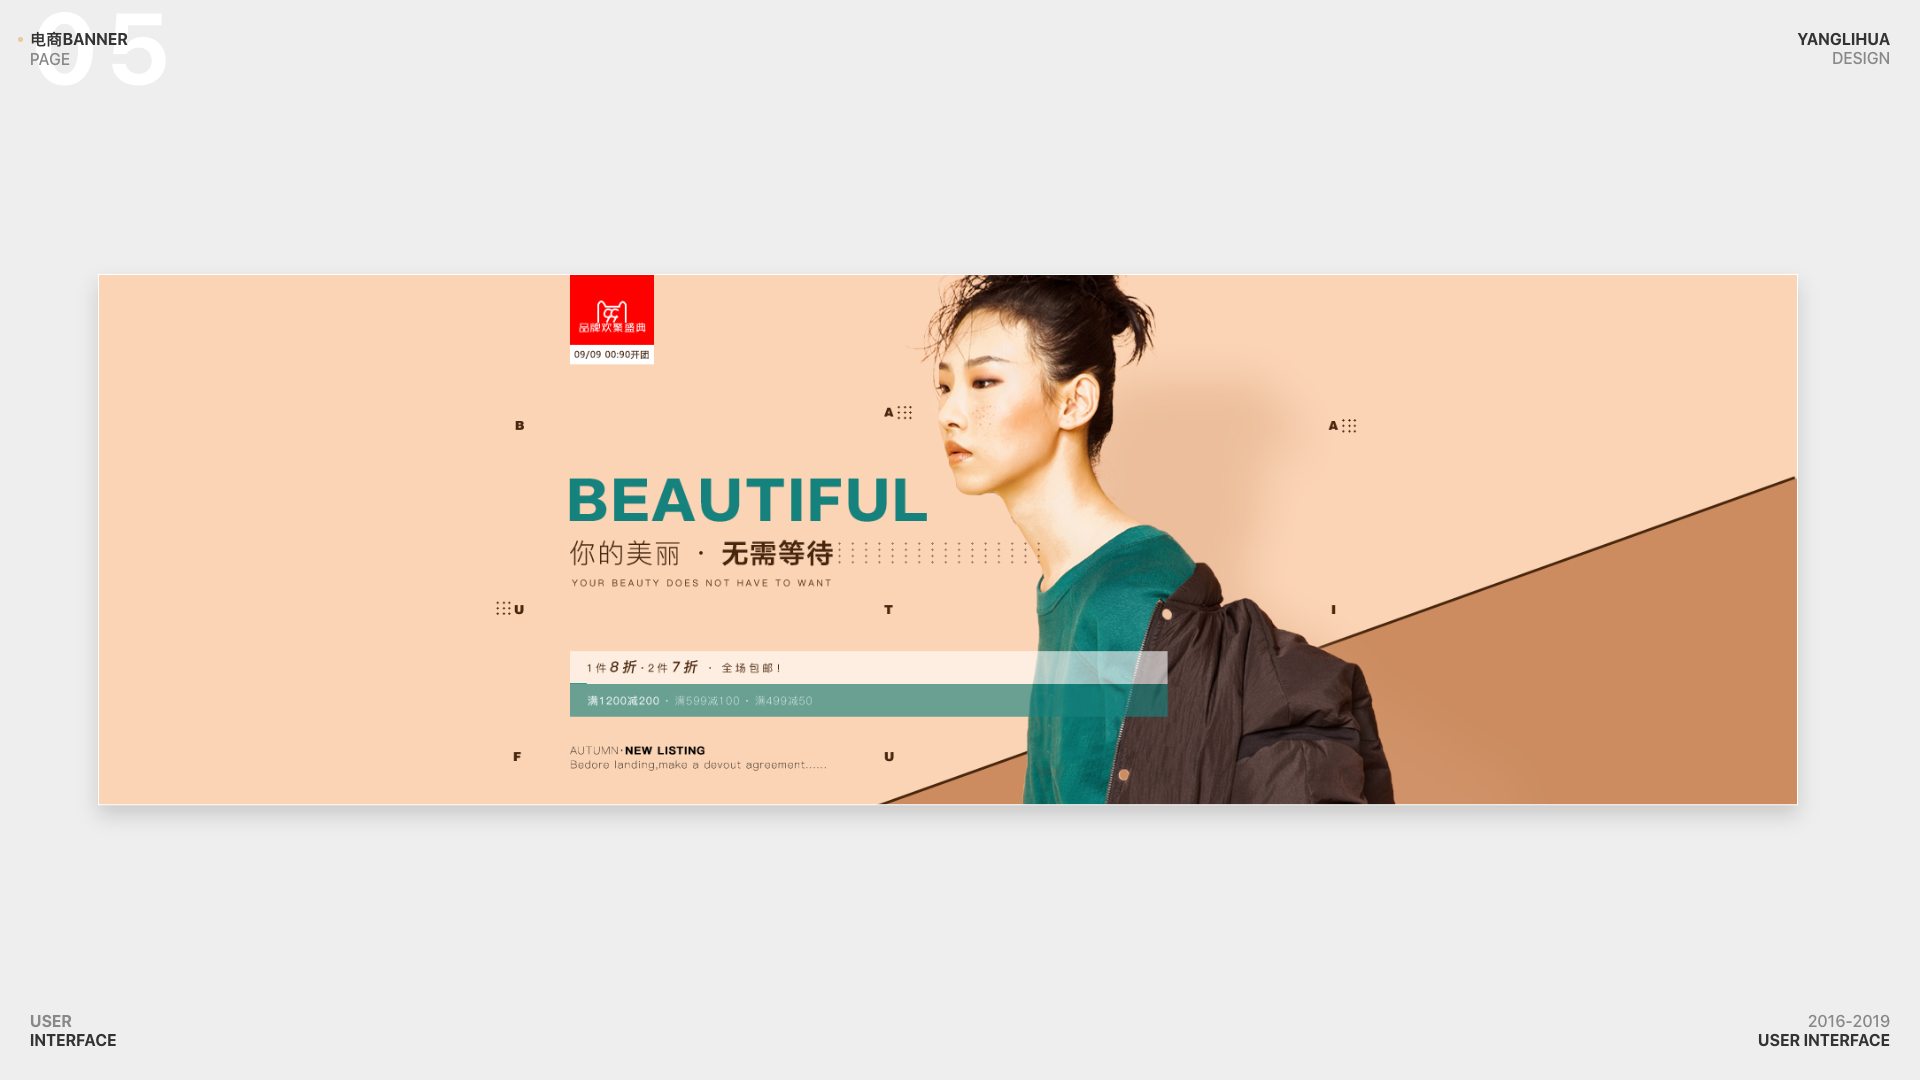 05
电商BANNER
PAGE
YANGLIHUA
DESIGN
99
品牌欢聚盛典
09/09 00:90开团
B
A
A
BEAUTIFUL
你的美丽 · 无需等待
YOUR BEAUTY DOES NOT HAVE TO WANT
U
T
I
1件8折·2件7折 · 全场包邮!
满1200减200 · 满599减100 · 满499减50
F
AUTUMN·NEW LISTING
U
Bedore landing,make a devout agreement......
USER
INTERFACE
2016-2019
USER INTERFACE